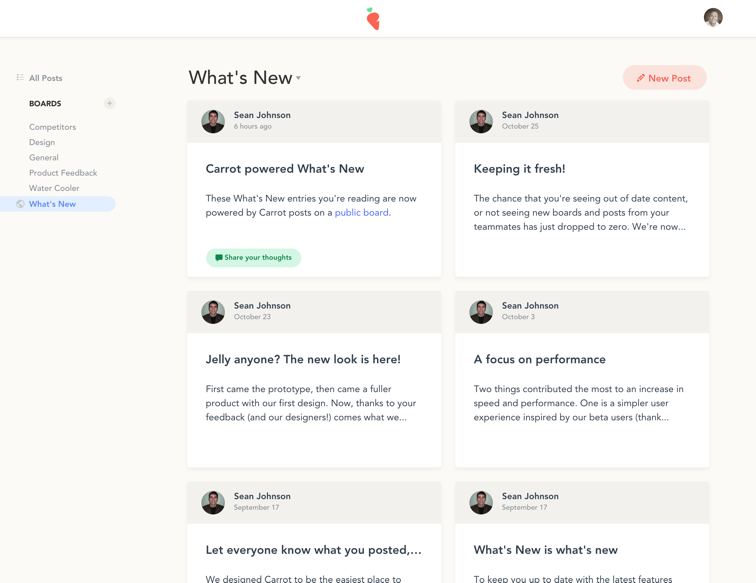 All Posts
BOARDS
Competitors
Design
General
Product Feedback
Water Cooler
What's New
What's New
New Post
Sean Johnson
6 hours ago
Carrot powered What's New
These What's New entries you're reading are now
powered by Carrot posts on a public board.
Share your thoughts
Sean Johnson
October 25
Keeping it fresh!
The chance that you're seeing out of date content,
or not seeing new boards and posts from your
teammates has just dropped to zero. We're now...
Sean Johnson
October 23
Jelly anyone? The new look is here!
First came the prototype, then came a fuller
product with our first design. Now, thanks to your
feedback (and our designers!) comes what we...
Sean Johnson
October 3
A focus on performance
Two things contributed the most to an increase in
speed and performance. One is a simpler user
experience inspired by our beta users (thank...
Sean Johnson
September 17
Let everyone know what you posted,...
We designed Carrot to be the easiest place to
Sean Johnson
September 17
What's New is what's new
To keep you up to date with the latest features